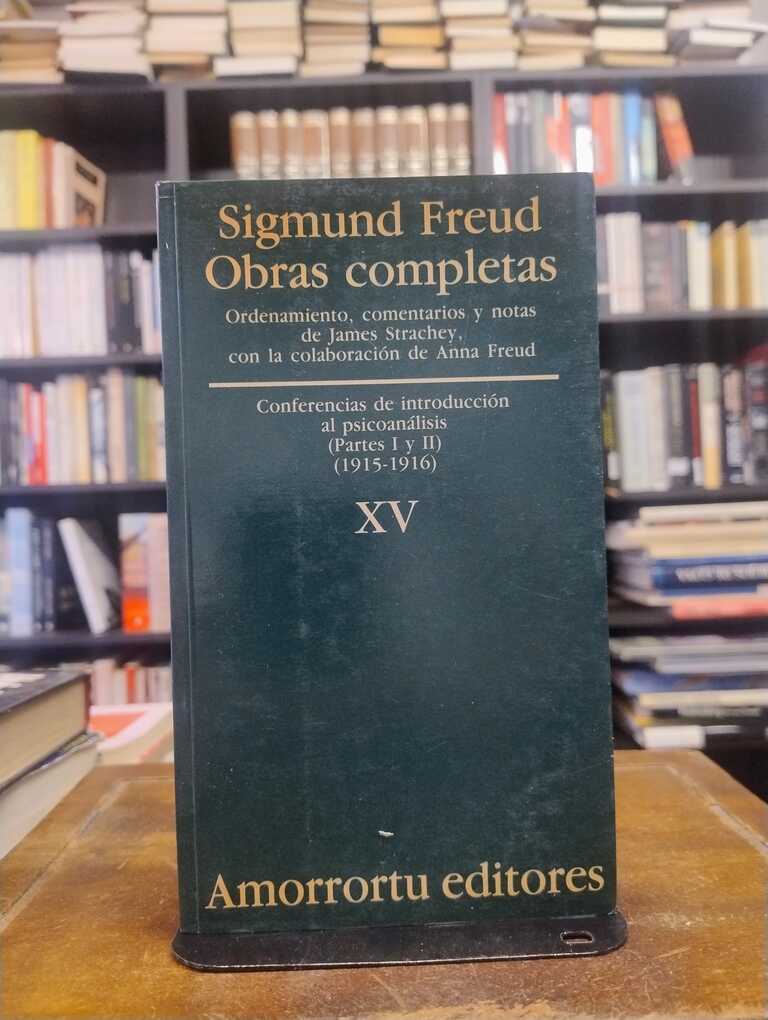 Sigmund Freud
Obras completas
Ordenamiento, comentarios y notas
de James Strachey,
con la colaboración de Anna Freud
Conferencias de introducción
al psicoanálisis
(Partes I y II)
(1915-1916)
XV
Amorrortu editores